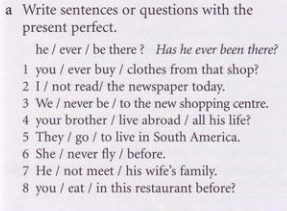 a Write sentences or questions with the
present perfect.
he / ever / be there ? Has he ever been there?
1 you / ever buy / clothes from that shop?
2 I / not read/ the newspaper today.
3 We / never be / to the new shopping centre.
4 your brother / live abroad / all his life?
5 They / go / to live in South America.
6 She / never fly / before.
7 He / not meet / his wife's family.
8 you / eat / in this restaurant before?